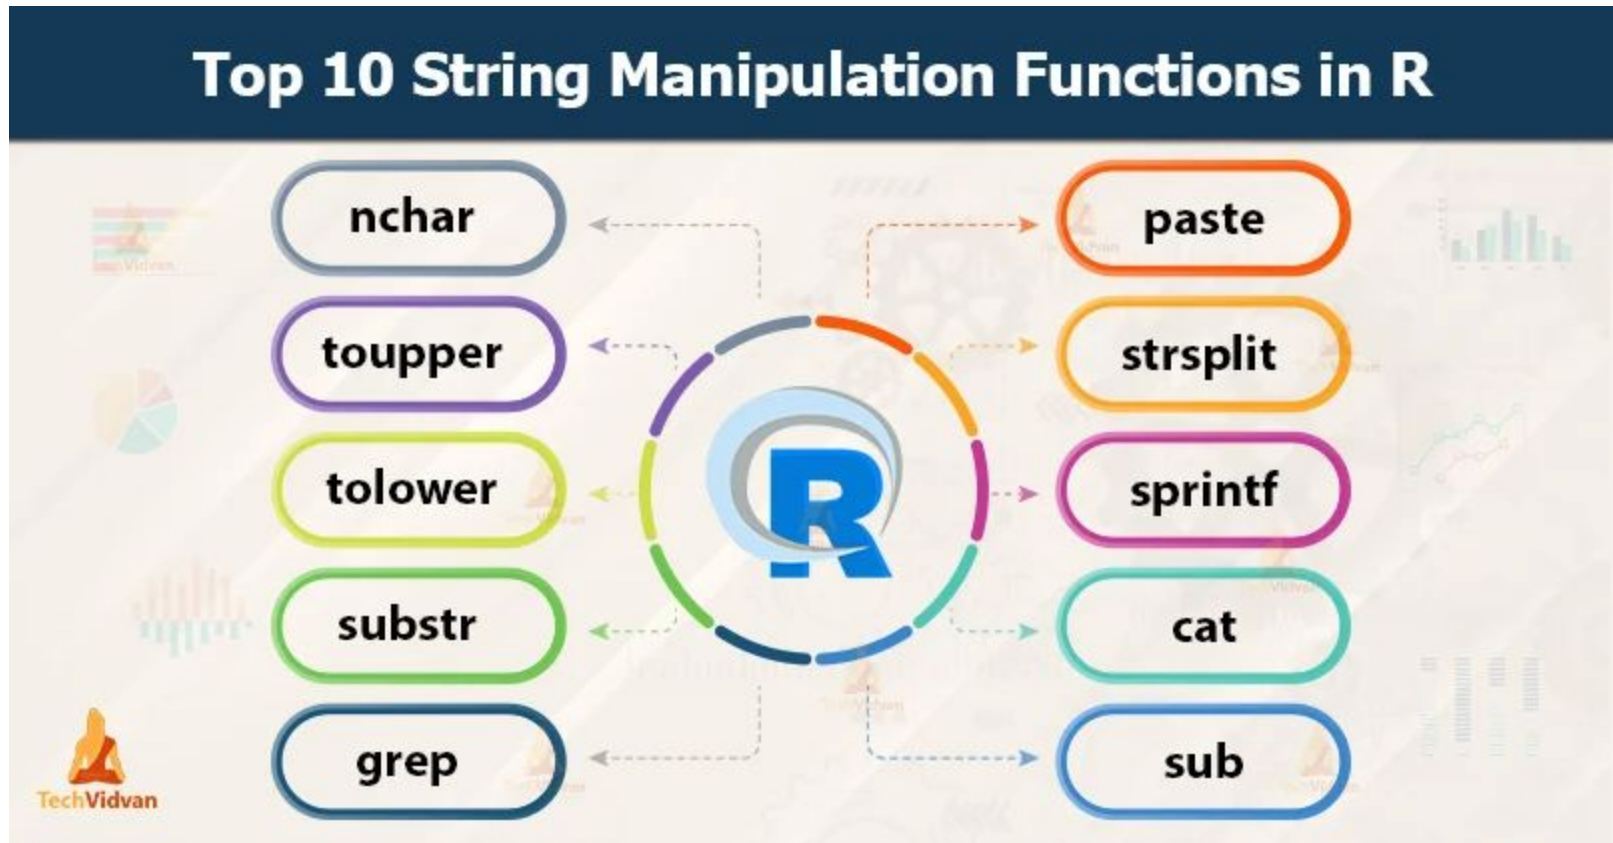 Top 10 String Manipulation Functions in R
nchar
toupper
tolower
substr
grep
paste
strsplit
sprintf
cat
sub
R
TechVidvan